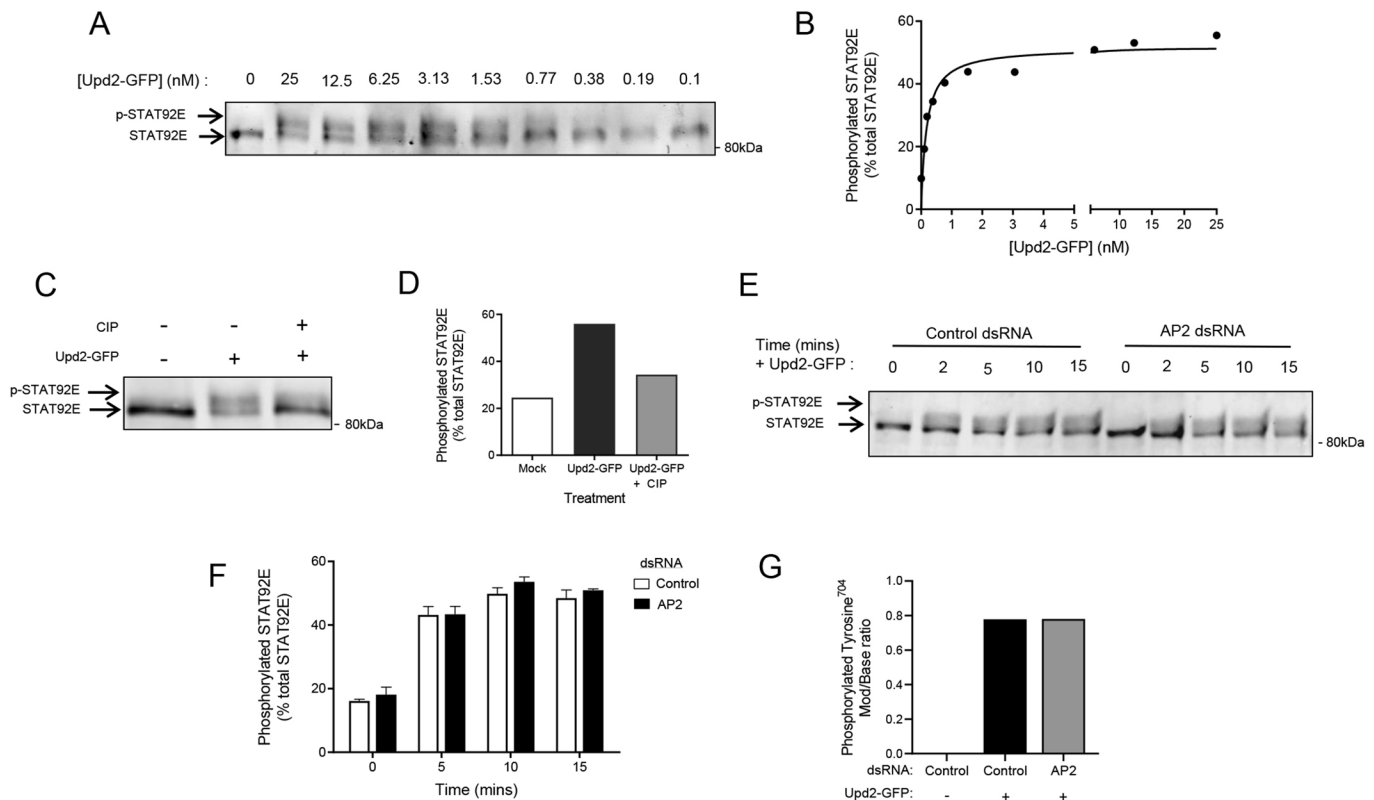 A
[Upd2-GFP] (nM) : 0 25 12.5 6.25 3.13 1.53 0.77 0.38 0.19 0.1
p-STAT92E
STAT92E
- 80kDa
B
Phosphorylated STAT92E
(% total STAT92E)
60
40
20
0
0 1 2 3 4 5 10 15 20 25
[Upd2-GFP] (nM)
C
CIP - - +
Upd2-GFP - + +
p-STAT92E
STAT92E
- 80kDa
D
Phosphorylated STAT92E
(% total STAT92E)
60
40
20
0
Mock Upd2-GFP Upd2-GFP
+ CIP
Treatment
E
Control dsRNA AP2 dsRNA
Time (mins)
+ Upd2-GFP : 0 2 5 10 15 0 2 5 10 15
p-STAT92E
STAT92E
- 80kDa
F
Phosphorylated STAT92E
(% total STAT92E)
60
40
20
0
0 5 10 15
Time (mins)
dsRNA
Control
AP2
G
Phosphorylated Tyrosine704
Mod/Base ratio
1.0
0.8
0.6
0.4
0.2
0.0
dsRNA: Control Control AP2
Upd2-GFP: - + +